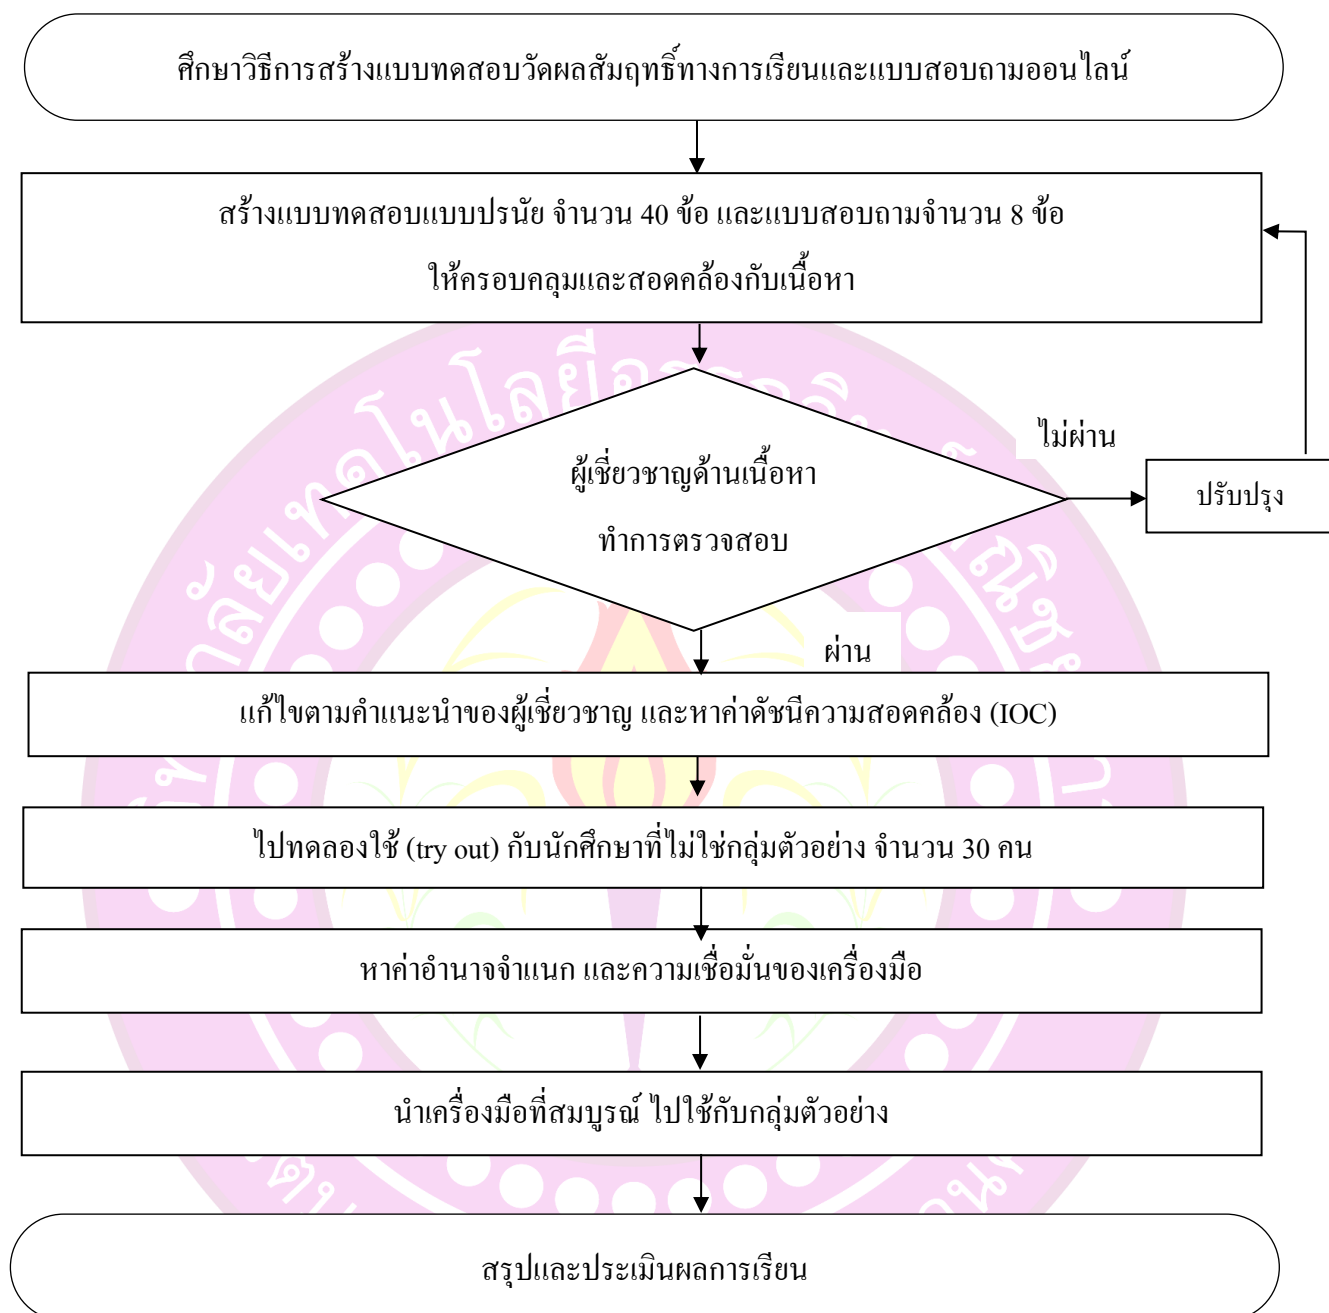 ศึกษาวิธีการสร้างแบบทดสอบวัดผลสัมฤทธิ์ทางการเรียนและแบบสอบถามออนไลน์
สร้างแบบทดสอบแบบปรนัย จำนวน 40 ข้อ และแบบสอบถามจำนวน 8 ข้อ
ให้ครอบคลุมและสอดคล้องกับเนื้อหา
ผู้เชี่ยวชาญด้านเนื้อหา
ทำการตรวจสอบ
ไม่ผ่าน
ปรับปรุง
ผ่าน
แก้ไขตามคำแนะนำของผู้เชี่ยวชาญ และหาค่าดัชนีความสอดคล้อง (IOC)
ไปทดลองใช้ (try out) กับนักศึกษาที่ไม่ใช่กลุ่มตัวอย่าง จำนวน 30 คน
หาค่าอำนาจจำแนก และความเชื่อมั่นของเครื่องมือ
นำเครื่องมือที่สมบูรณ์ ไปใช้กับกลุ่มตัวอย่าง
สรุปและประเมินผลการเรียน